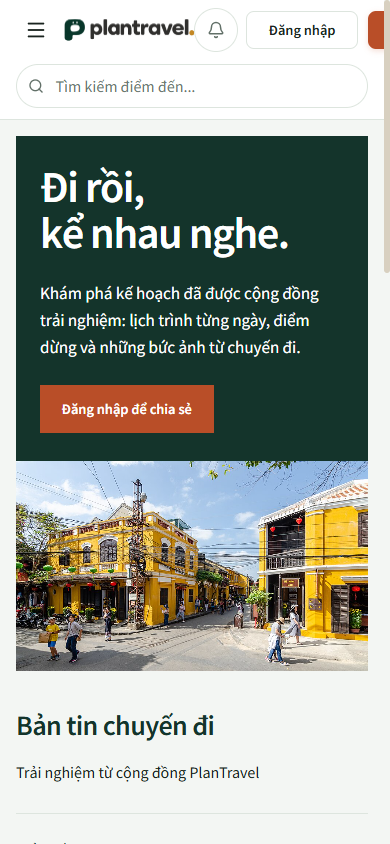 plantravel.
Đăng nhập
Tìm kiếm điểm đến...
Đi rồi,
kể nhau nghe.
Khám phá kế hoạch đã được cộng đồng
trải nghiệm: lịch trình từng ngày, điểm
dừng và những bức ảnh từ chuyến đi.
Đăng nhập để chia sẻ
Bản tin chuyến đi
Trải nghiệm từ cộng đồng PlanTravel